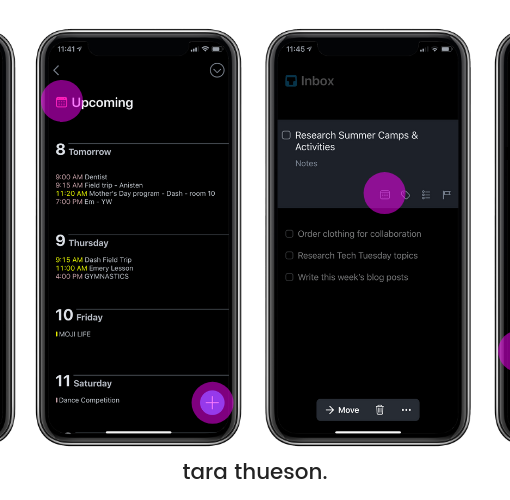 11:41
Upcoming
8 Tomorrow
9:00 AM Dentist
9:15 AM Field trip - Anisten
11:20 AM Mother's Day program - Dash - room 10
7:00 PM Em - YW
9 Thursday
9:15 AM Dash Field Trip
11:00 AM Emery Lesson
4:00 PM GYMNASTICS
10 Friday
MOJI LIFE
11 Saturday
Dance Competition
11:45
Inbox
Research Summer Camps &
Activities
Notes
Order clothing for collaboration
Research Tech Tuesday topics
Write this week's blog posts
Move
tara thueson.